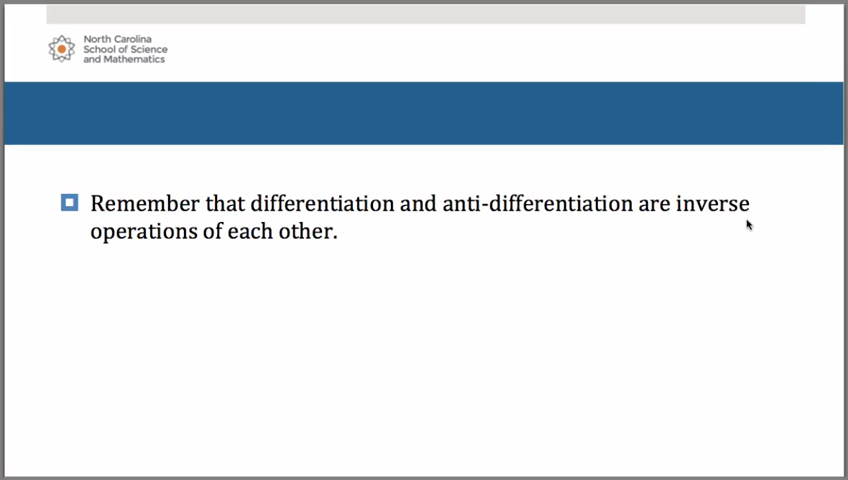 North Carolina
School of Science
and Mathematics
Remember that differentiation and anti-differentiation are inverse
operations of each other.